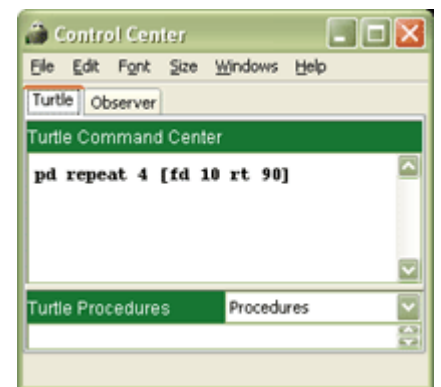 Control Center
File Edit Font Size Windows Help
Turtle Observer
Turtle Command Center
pd repeat 4 [fd 10 rt 90]
Turtle Procedures Procedures